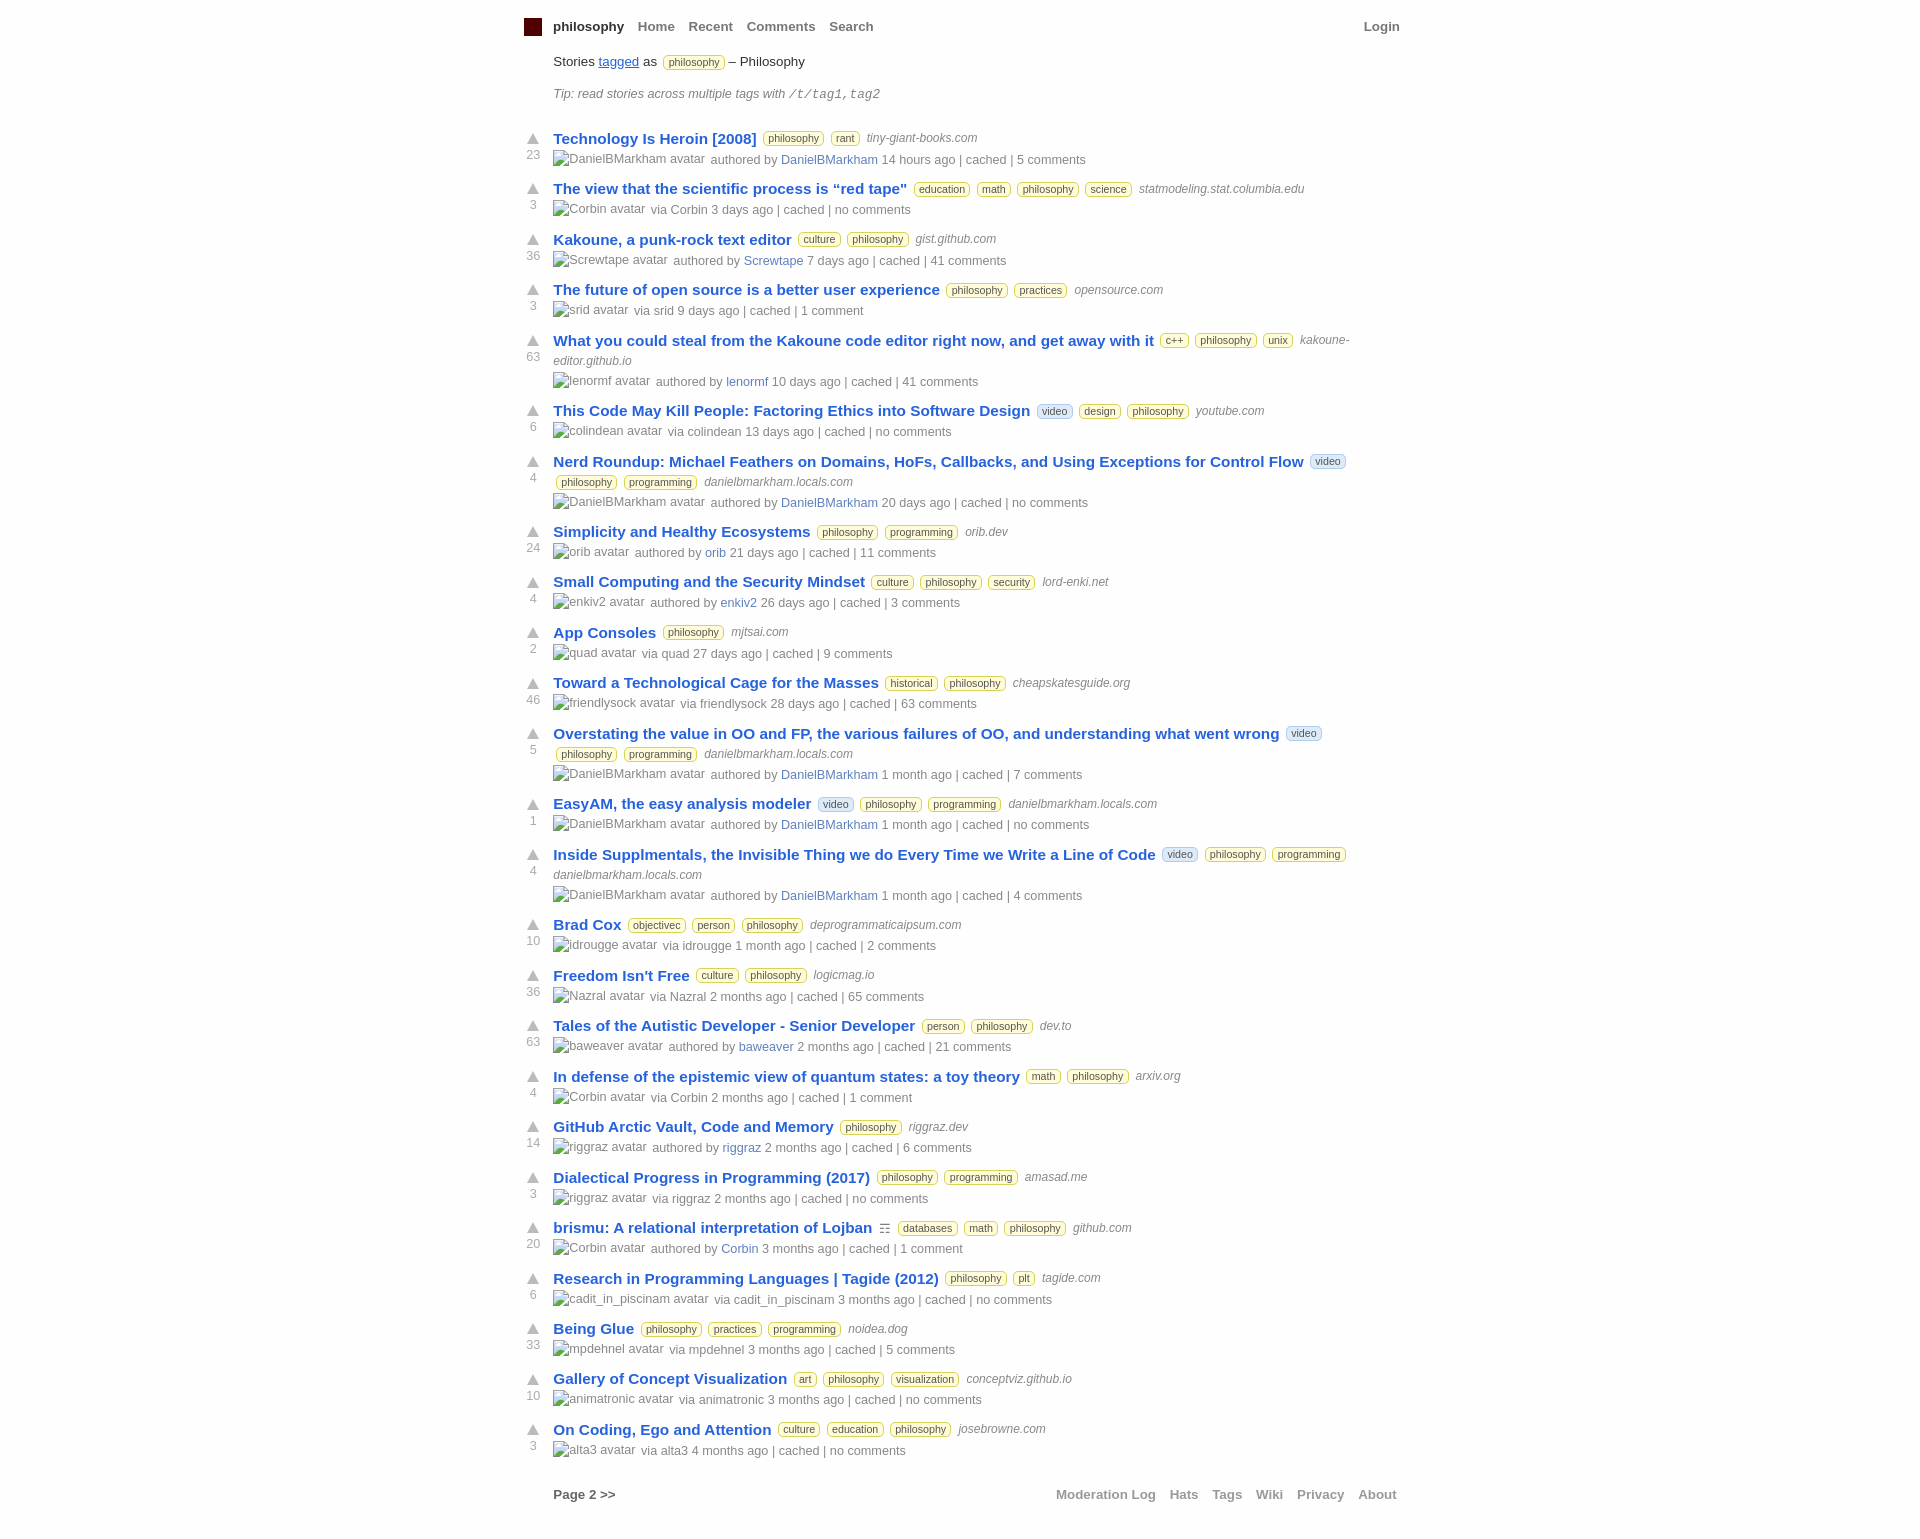 philosophy Home Recent Comments Search Login
Stories tagged as philosophy – Philosophy
Tip: read stories across multiple tags with /t/tag1,tag2
Technology Is Heroin [2008] philosophy rant tiny-giant-books.com
23 DanielBMarkham avatar authored by DanielBMarkham 14 hours ago | cached | 5 comments
The view that the scientific process is “red tape" education math philosophy science statmodeling.stat.columbia.edu
3 Corbin avatar via Corbin 3 days ago | cached | no comments
Kakoune, a punk-rock text editor culture philosophy gist.github.com
36 Screwtape avatar authored by Screwtape 7 days ago | cached | 41 comments
The future of open source is a better user experience philosophy practices opensource.com
3 srid avatar via srid 9 days ago | cached | 1 comment
What you could steal from the Kakoune code editor right now, and get away with it c++ philosophy unix kakoune-
63 editor.github.io
lenormf avatar authored by lenormf 10 days ago | cached | 41 comments
This Code May Kill People: Factoring Ethics into Software Design video design philosophy youtube.com
6 colindean avatar via colindean 13 days ago | cached | no comments
Nerd Roundup: Michael Feathers on Domains, HoFs, Callbacks, and Using Exceptions for Control Flow video
4 philosophy programming danielbmarkham.locals.com
DanielBMarkham avatar authored by DanielBMarkham 20 days ago | cached | no comments
Simplicity and Healthy Ecosystems philosophy programming orib.dev
24 orib avatar authored by orib 21 days ago | cached | 11 comments
Small Computing and the Security Mindset culture philosophy security lord-enki.net
4 enkiv2 avatar authored by enkiv2 26 days ago | cached | 3 comments
App Consoles philosophy mjtsai.com
2 quad avatar via quad 27 days ago | cached | 9 comments
Toward a Technological Cage for the Masses historical philosophy cheapskatesguide.org
46 friendlysock avatar via friendlysock 28 days ago | cached | 63 comments
Overstating the value in OO and FP, the various failures of OO, and understanding what went wrong video
5 philosophy programming danielbmarkham.locals.com
DanielBMarkham avatar authored by DanielBMarkham 1 month ago | cached | 7 comments
EasyAM, the easy analysis modeler video philosophy programming danielbmarkham.locals.com
1 DanielBMarkham avatar authored by DanielBMarkham 1 month ago | cached | no comments
Inside Supplmentals, the Invisible Thing we do Every Time we Write a Line of Code video philosophy programming
4 danielbmarkham.locals.com
DanielBMarkham avatar authored by DanielBMarkham 1 month ago | cached | 4 comments
Brad Cox objectivec person philosophy deprogrammaticaipsum.com
10 idrougge avatar via idrougge 1 month ago | cached | 2 comments
Freedom Isn't Free culture philosophy logicmag.io
36 Nazral avatar via Nazral 2 months ago | cached | 65 comments
Tales of the Autistic Developer - Senior Developer person philosophy dev.to
63 baweaver avatar authored by baweaver 2 months ago | cached | 21 comments
In defense of the epistemic view of quantum states: a toy theory math philosophy arxiv.org
4 Corbin avatar via Corbin 2 months ago | cached | 1 comment
GitHub Arctic Vault, Code and Memory philosophy riggraz.dev
14 riggraz avatar authored by riggraz 2 months ago | cached | 6 comments
Dialectical Progress in Programming (2017) philosophy programming amasad.me
3 riggraz avatar via riggraz 2 months ago | cached | no comments
brismu: A relational interpretation of Lojban ☶ databases math philosophy github.com
20 Corbin avatar authored by Corbin 3 months ago | cached | 1 comment
Research in Programming Languages | Tagide (2012) philosophy plt tagide.com
6 cadit_in_piscinam avatar via cadit_in_piscinam 3 months ago | cached | no comments
Being Glue philosophy practices programming noidea.dog
33 mpdehnel avatar via mpdehnel 3 months ago | cached | 5 comments
Gallery of Concept Visualization art philosophy visualization conceptviz.github.io
10 animatronic avatar via animatronic 3 months ago | cached | no comments
On Coding, Ego and Attention culture education philosophy josebrowne.com
3 alta3 avatar via alta3 4 months ago | cached | no comments
Page 2 >> Moderation Log Hats Tags Wiki Privacy About